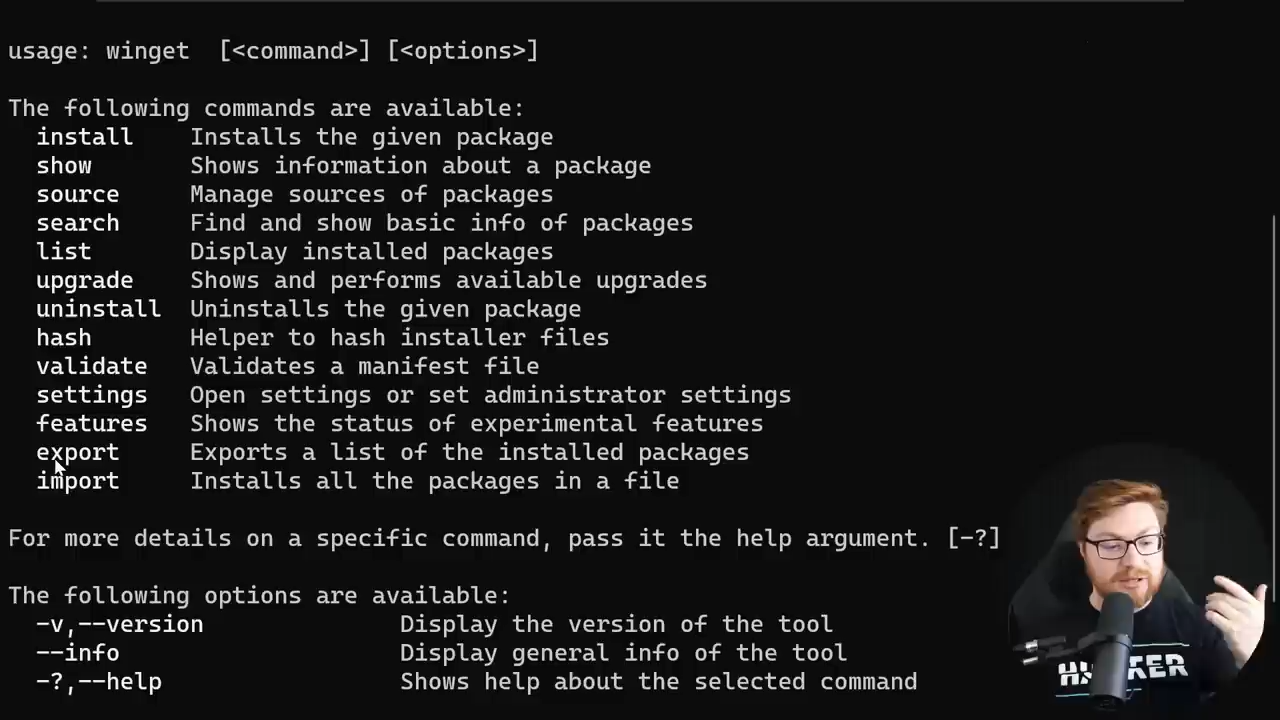 usage: winget  [<command>] [<options>]
The following commands are available:
install    Installs the given package
show       Shows information about a package
source     Manage sources of packages
search     Find and show basic info of packages
list       Display installed packages
upgrade    Shows and performs available upgrades
uninstall  Uninstalls the given package
hash       Helper to hash installer files
validate   Validates a manifest file
settings   Open settings or set administrator settings
features   Shows the status of experimental features
export     Exports a list of the installed packages
import     Installs all the packages in a file
For more details on a specific command, pass it the help argument. [-?]
The following options are available:
-v,--version              Display the version of the tool
--info                    Display general info of the tool
-?,--help                 Shows help about the selected command